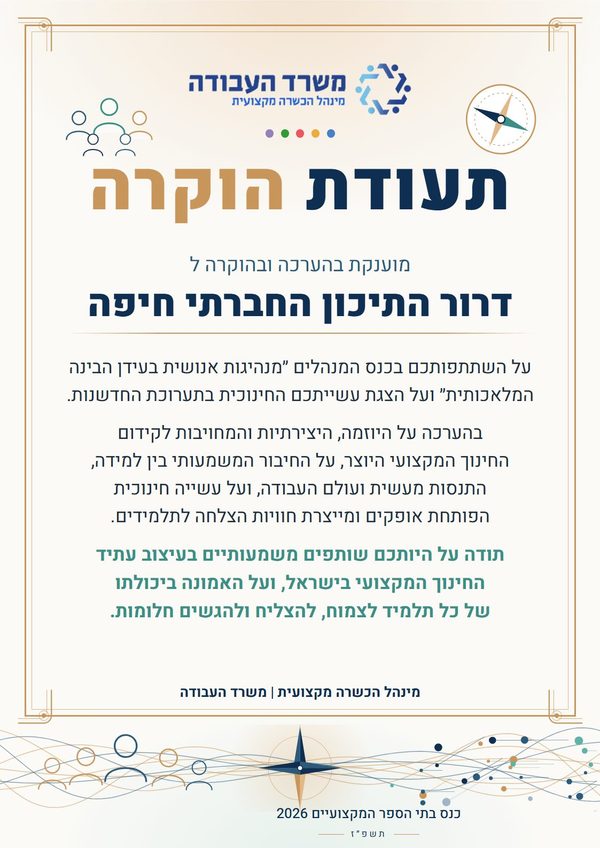 משרד העבודה
מינהל הכשרה מקצועית
תעודת הוקרה
מוענקת בהערכה ובהוקרה ל
דרור התיכון החברתי חיפה
על השתתפותכם בכנס המנהלים "מנהיגות אנושית בעידן הבינה
המלאכותית" ועל הצגת עשייתכם החינוכית בתערוכת החדשנות.
בהערכה על היוזמה, היצירתיות והמחויבות לקידום
החינוך המקצועי היוצר, על החיבור המשמעותי בין למידה,
התנסות מעשית ועולם העבודה, ועל עשייה חינוכית
הפותחת אופקים ומייצרת חוויות הצלחה לתלמידים.
תודה על היותכם שותפים משמעותיים בעיצוב עתיד
החינוך המקצועי בישראל, ועל האמונה ביכולתו
של כל תלמיד לצמוח, להצליח ולהגשים חלומות.
מינהל הכשרה מקצועית | משרד העבודה
כנס בתי הספר המקצועיים 2026
תשפ"ז